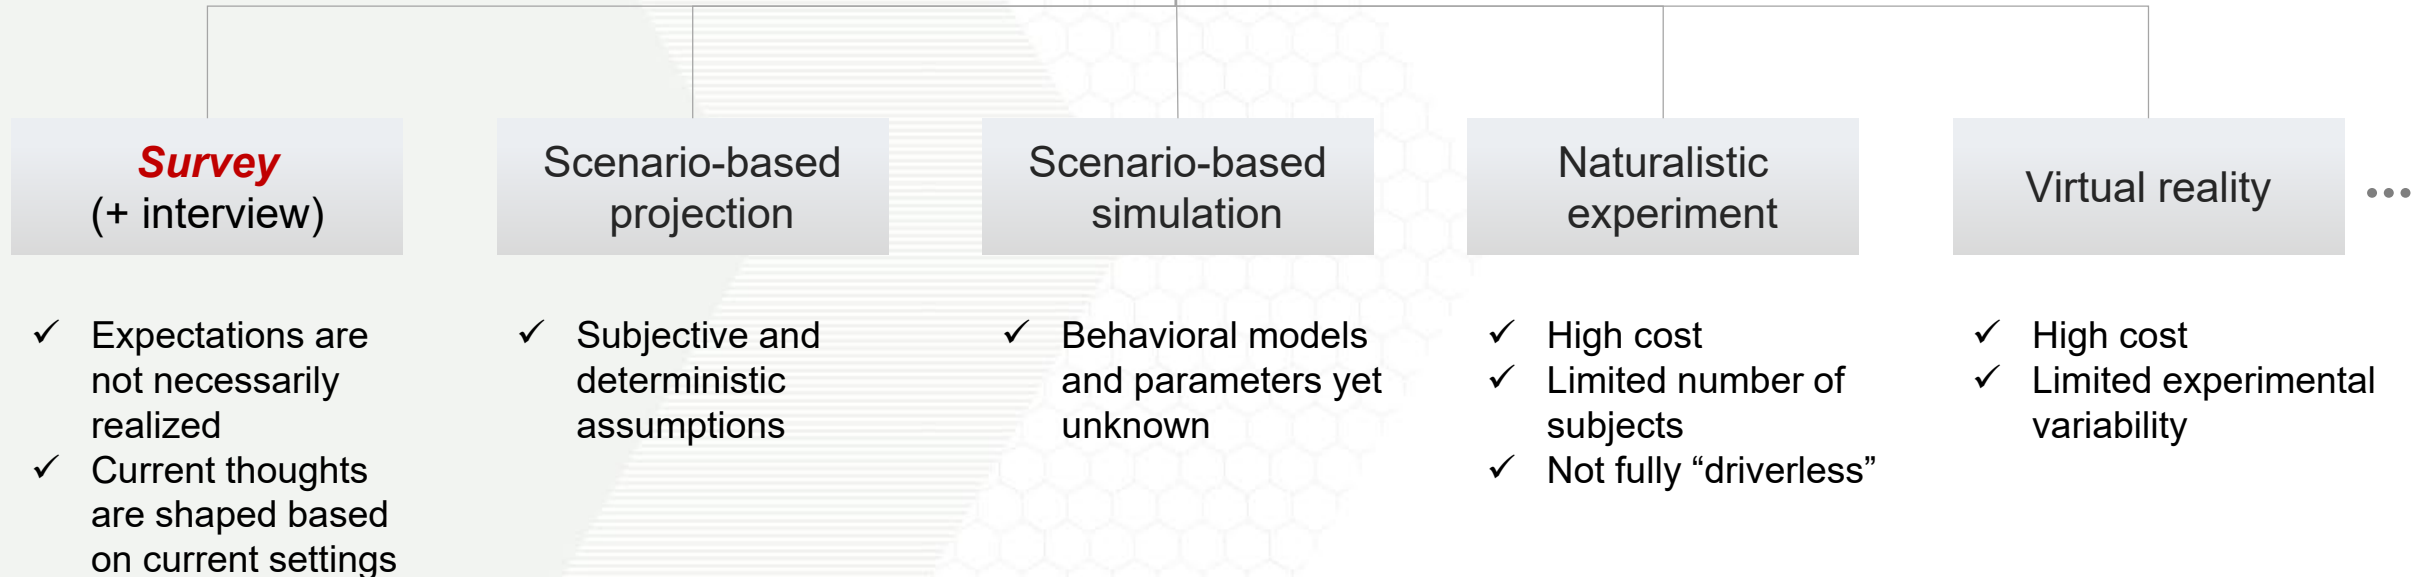 Survey
(+ interview)
✓ Expectations are
not necessarily
realized
✓ Current thoughts
are shaped based
on current settings
Scenario-based
projection
✓ Subjective and
deterministic
assumptions
Scenario-based
simulation
✓ Behavioral models
and parameters yet
unknown
Naturalistic
experiment
✓ High cost
✓ Limited number of
subjects
✓ Not fully “driverless”
Virtual reality
✓ High cost
✓ Limited experimental
variability
...